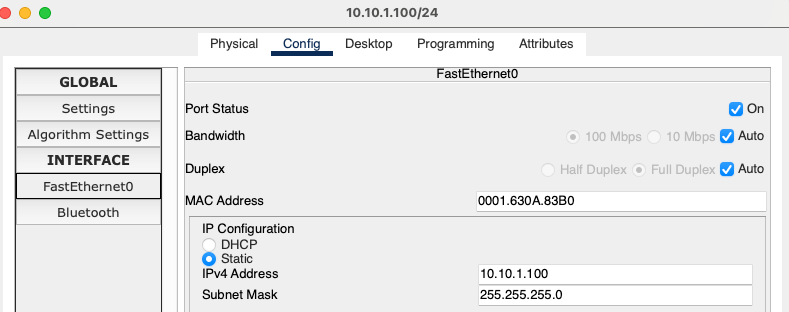 10.10.1.100/24
Physical Config Desktop Programming Attributes
GLOBAL
Settings
Algorithm Settings
INTERFACE
FastEthernet0
Bluetooth
FastEthernet0
Port Status On
Bandwidth 100 Mbps 10 Mbps Auto
Duplex Half Duplex Full Duplex Auto
MAC Address 0001.630A.83B0
IP Configuration
DHCP
Static
IPv4 Address 10.10.1.100
Subnet Mask 255.255.255.0